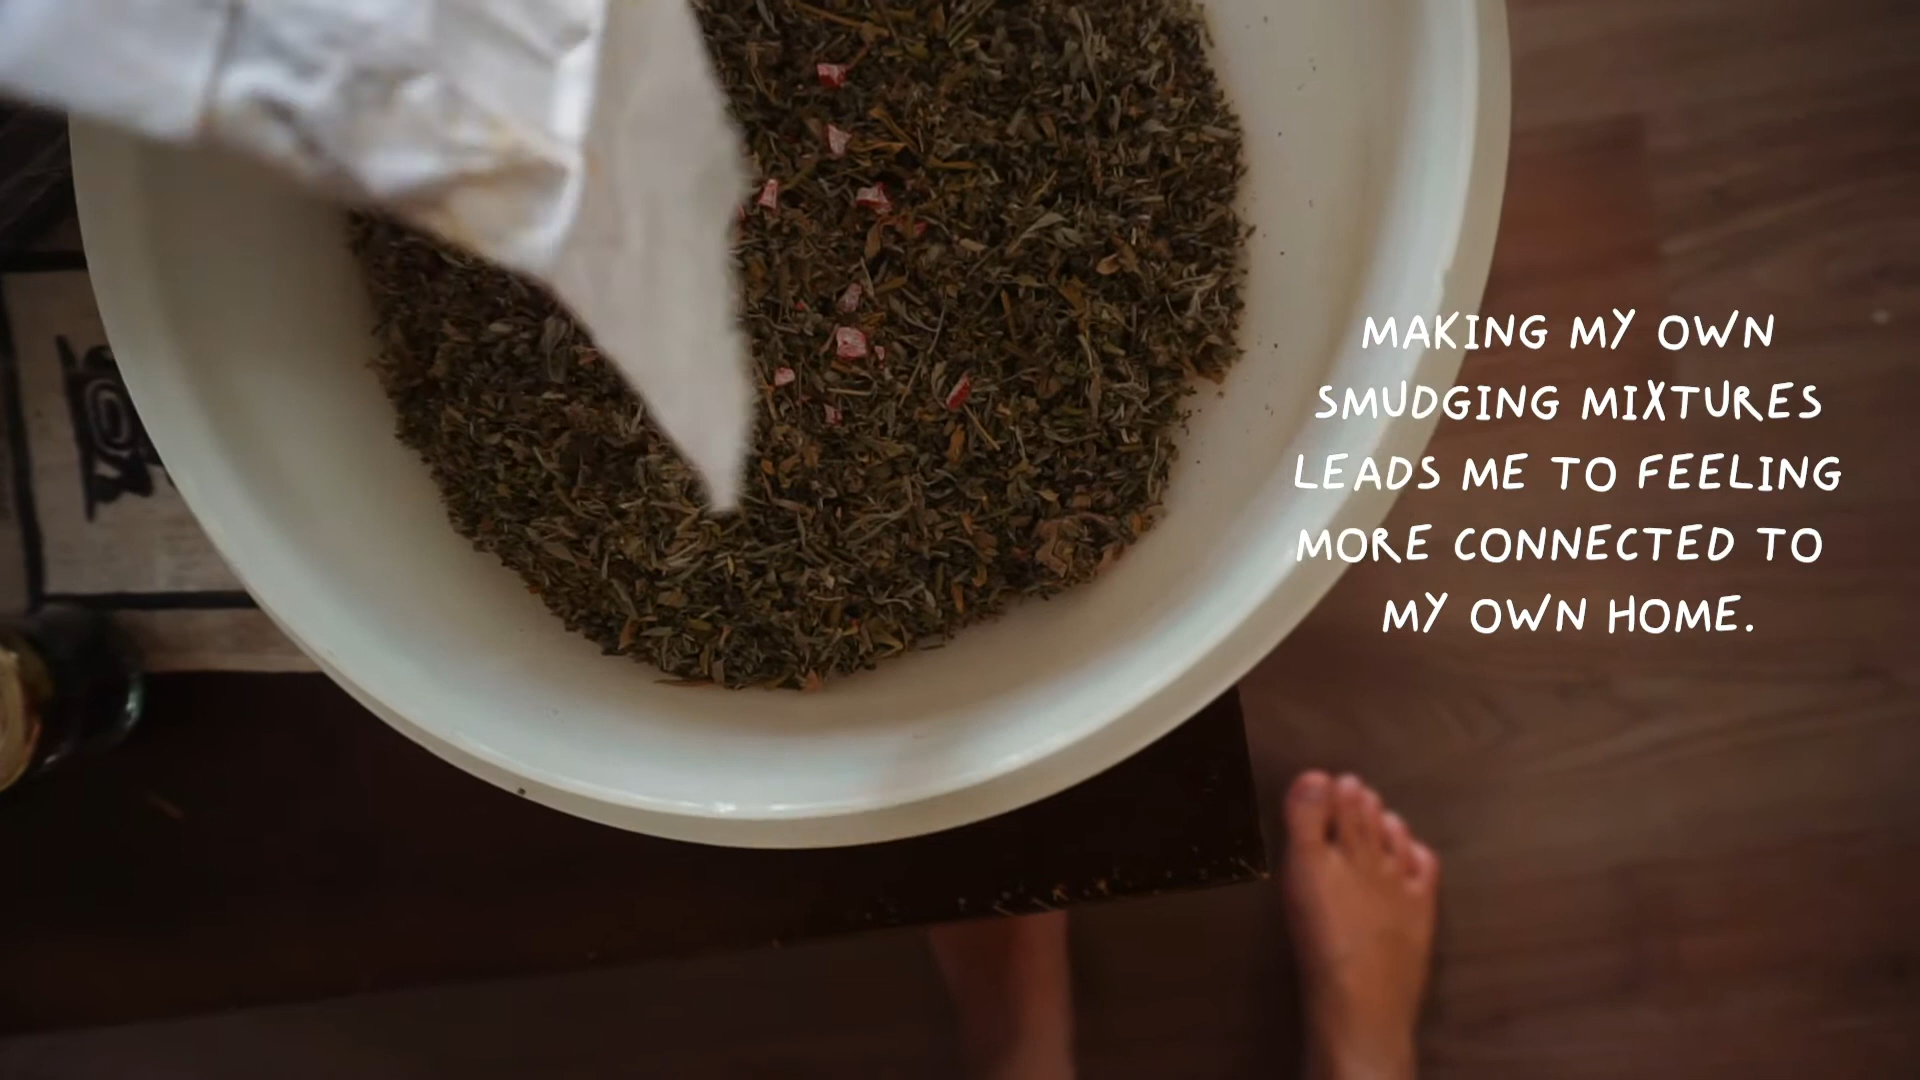 MAKING MY OWN
SMUDGING MIXTURES
LEADS ME TO FEELING
MORE CONNECTED TO
MY OWN HOME.